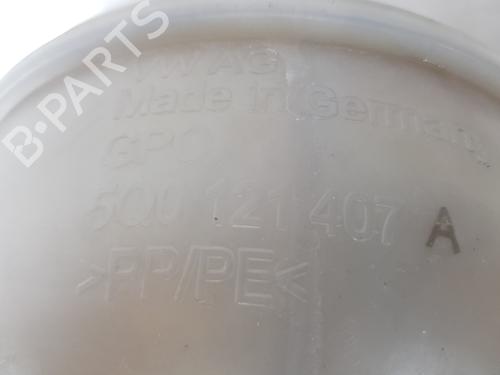 B-PARTS
VW AG
Made in Germany
GPO
5Q0 121 407 A
>PP/PE<